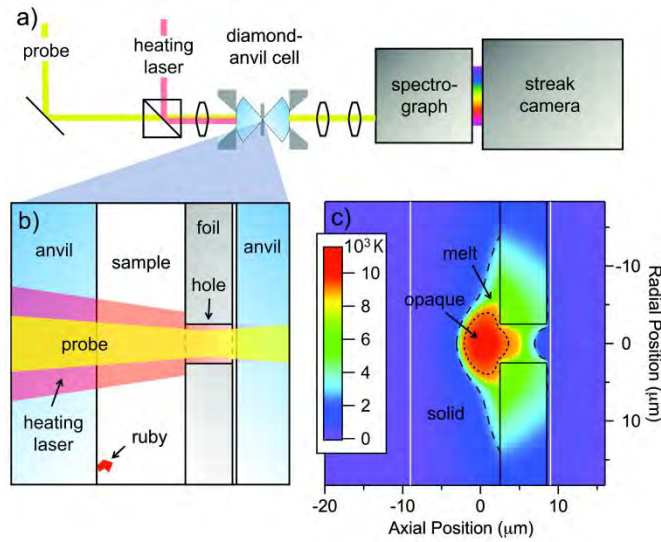 a)
probe
heating
laser
diamond-
anvil cell
spectro-
graph
streak
camera
b)
anvil
sample
foil
anvil
hole
probe
heating
laser
ruby
c)
10³ K
10
8
6
4
2
0
melt
opaque
solid
-10
0
10
Radial Position (μm)
-20
-10
0
10
Axial Position (μm)